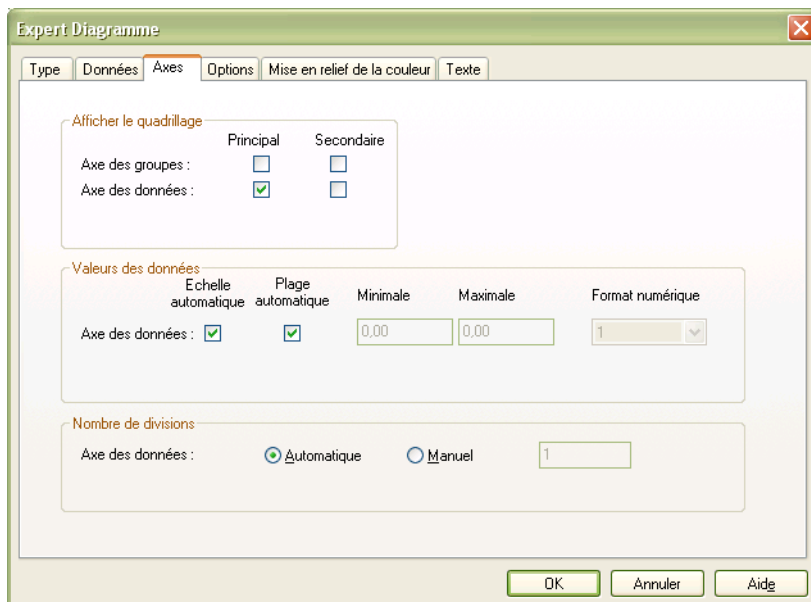 Expert Diagramme
Type Données Axes Options Mise en relief de la couleur Texte
Afficher le quadrillage
Principal Secondaire
Axe des groupes :
Axe des données :
Valeurs des données
Echelle automatique Plage automatique Minimale Maximale Format numérique
Axe des données : 0,00 0,00 1
Nombre de divisions
Axe des données : Automatique Manuel 1
OK Annuler Aide